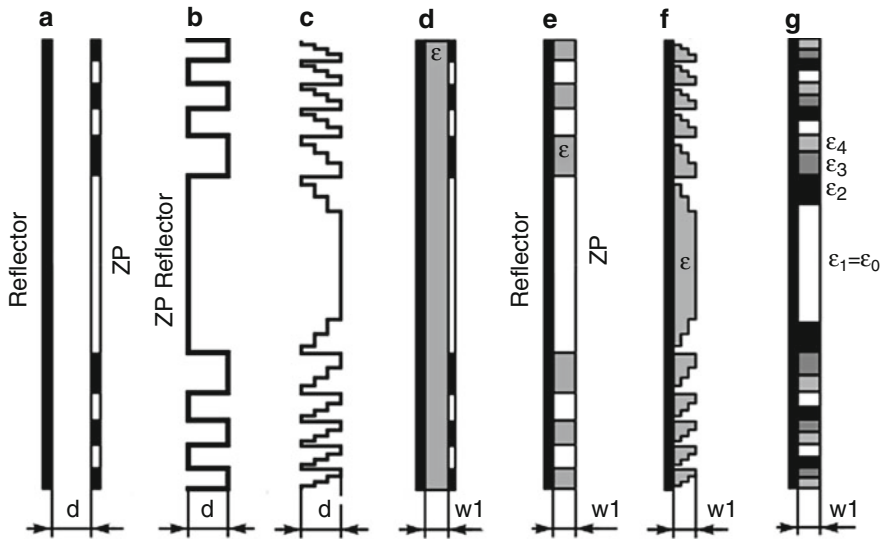 a b c d e f g
Reflector
ZP
ZP Reflector
ε
Reflector
ε
ZP
ε
ε4
ε3
ε2
ε1=ε0
d d d w1 w1 w1 w1